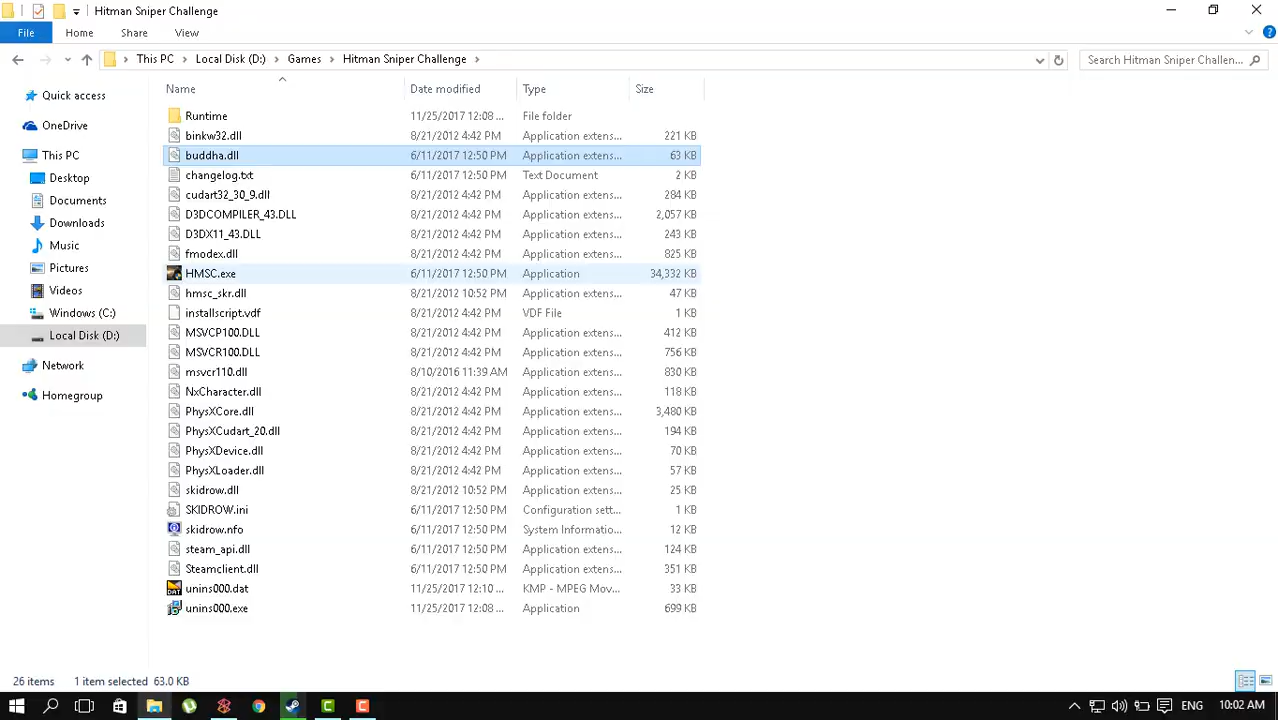 Hitman Sniper Challenge
File Home Share View
This PC Local Disk (D:) Games Hitman Sniper Challenge Search Hitman Sniper Challen...
Name Date modified Type Size
Quick access
OneDrive
This PC
Desktop
Documents
Downloads
Music
Pictures
Videos
Windows (C:)
Local Disk (D:)
Network
Homegroup
Runtime 11/25/2017 12:08 ... File folder
binkw32.dll 8/21/2012 4:42 PM Application extens... 221 KB
buddha.dll 6/11/2017 12:50 PM Application extens... 63 KB
changelog.txt 6/11/2017 12:50 PM Text Document 2 KB
cudart32_30_9.dll 8/21/2012 4:42 PM Application extens... 284 KB
D3DCOMPILER_43.DLL 8/21/2012 4:42 PM Application extens... 2,057 KB
D3DX11_43.DLL 8/21/2012 4:42 PM Application extens... 243 KB
fmodex.dll 8/21/2012 4:42 PM Application extens... 825 KB
HMSC.exe 6/11/2017 12:50 PM Application 34,332 KB
hmsc_skr.dll 8/21/2012 10:52 PM Application extens... 47 KB
installscript.vdf 8/21/2012 4:42 PM VDF File 1 KB
MSVCP100.DLL 8/21/2012 4:42 PM Application extens... 412 KB
MSVCR100.DLL 8/21/2012 4:42 PM Application extens... 756 KB
msvcr110.dll 8/10/2016 11:39 AM Application extens... 830 KB
NxCharacter.dll 8/21/2012 4:42 PM Application extens... 118 KB
PhysXCore.dll 8/21/2012 4:42 PM Application extens... 3,480 KB
PhysXCudart_20.dll 8/21/2012 4:42 PM Application extens... 194 KB
PhysXDevice.dll 8/21/2012 4:42 PM Application extens... 70 KB
PhysXLoader.dll 8/21/2012 4:42 PM Application extens... 57 KB
skidrow.dll 8/21/2012 10:52 PM Application extens... 25 KB
SKIDROW.ini 6/11/2017 12:50 PM Configuration sett... 1 KB
skidrow.nfo 6/11/2017 12:50 PM System Informatio... 12 KB
steam_api.dll 6/11/2017 12:50 PM Application extens... 124 KB
Steamclient.dll 6/11/2017 12:50 PM Application extens... 351 KB
unins000.dat 11/25/2017 12:10 ... KMP - MPEG Mov... 33 KB
unins000.exe 11/25/2017 12:08 ... Application 699 KB
26 items 1 item selected 63.0 KB
ENG 10:02 AM